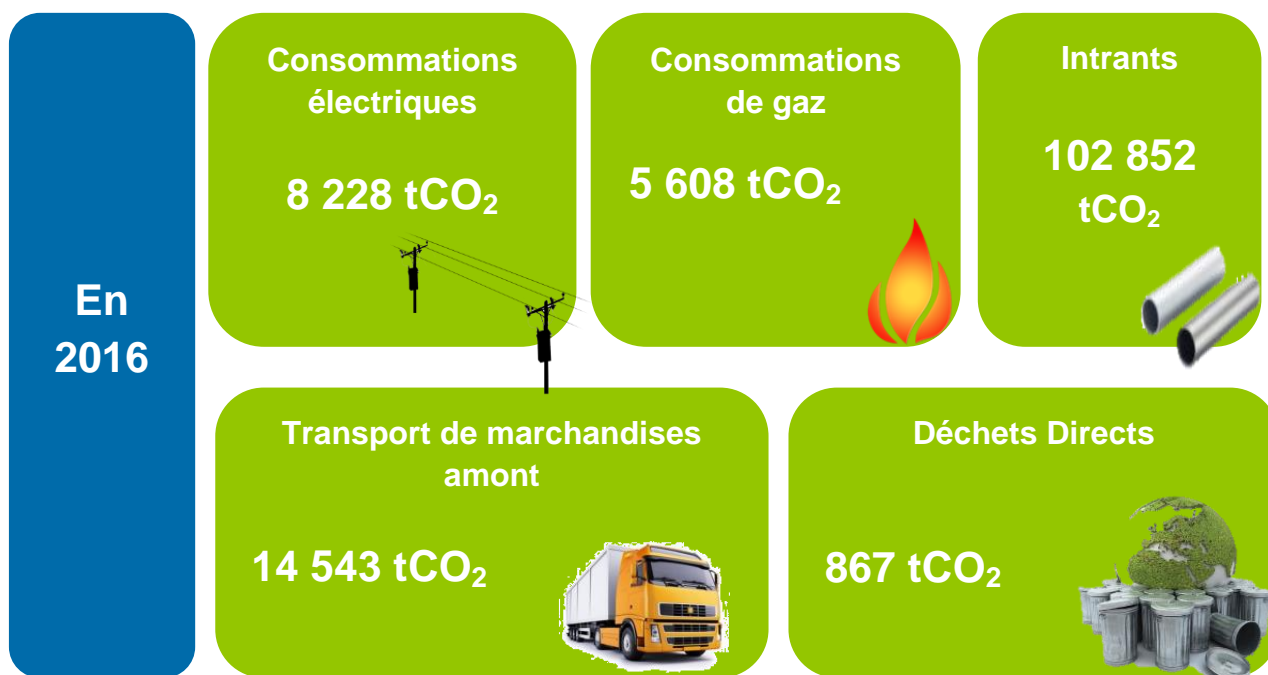 En
2016
Consommations
électriques
8 228 tCO₂
Consommations
de gaz
5 608 tCO₂
Intrants
102 852
tCO₂
Transport de marchandises
amont
14 543 tCO₂
Déchets Directs
867 tCO₂